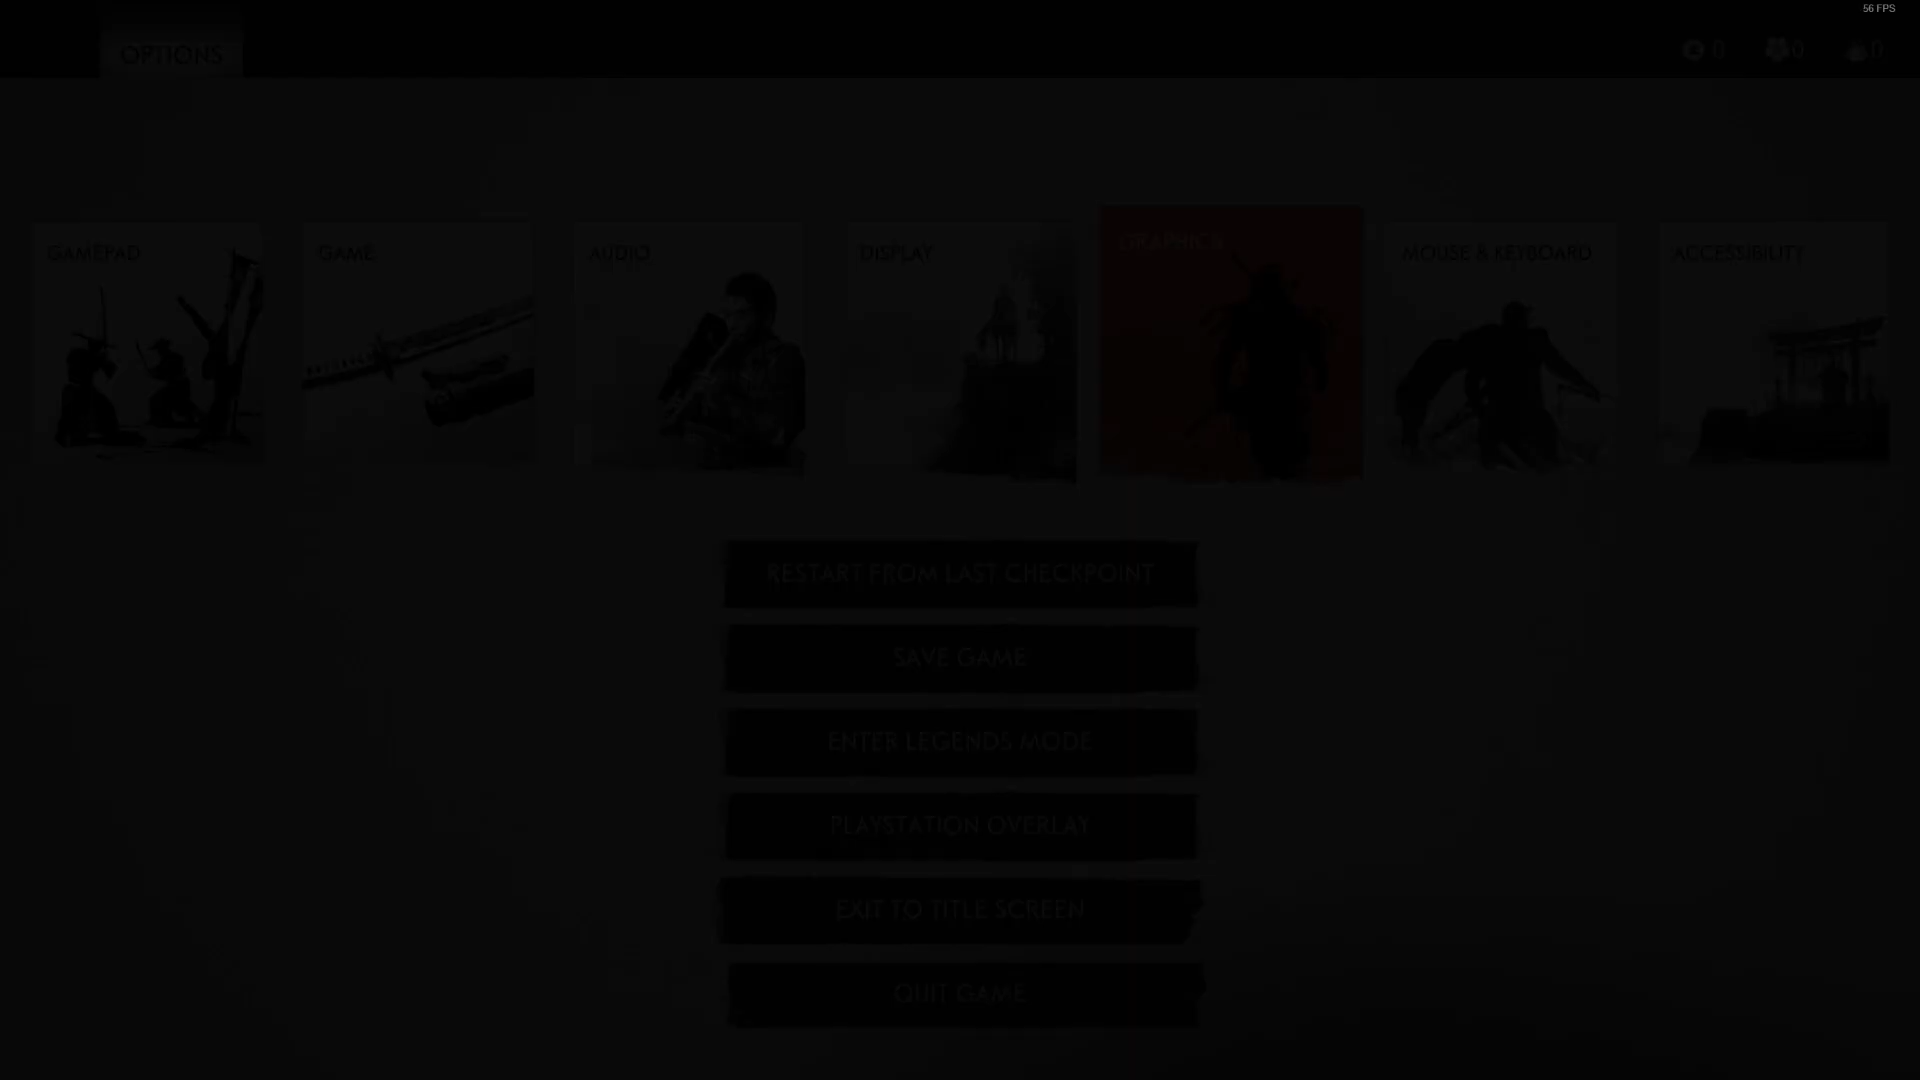 56 FPS
OPTIONS
0 0 0
GAMEPAD
GAME
AUDIO
DISPLAY
GRAPHICS
MOUSE & KEYBOARD
ACCESSIBILITY
RESTART FROM LAST CHECKPOINT
SAVE GAME
ENTER LEGENDS MODE
PLAYSTATION OVERLAY
EXIT TO TITLE SCREEN
QUIT GAME